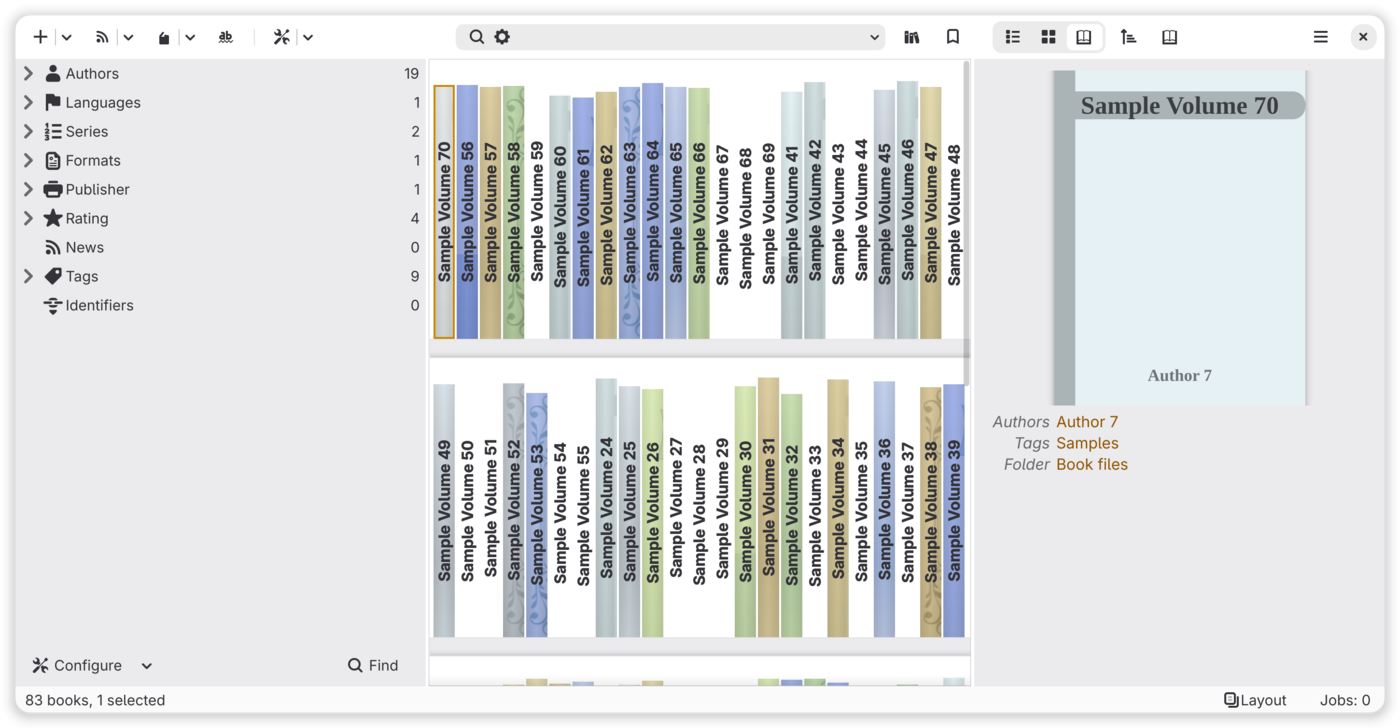 Authors 19
Languages 1
Series 2
Formats 1
Publisher 1
Rating 4
News 0
Tags 9
Identifiers 0
Configure
Find
Sample Volume 70
Sample Volume 56
Sample Volume 57
Sample Volume 58
Sample Volume 59
Sample Volume 60
Sample Volume 61
Sample Volume 62
Sample Volume 63
Sample Volume 64
Sample Volume 65
Sample Volume 66
Sample Volume 67
Sample Volume 68
Sample Volume 69
Sample Volume 41
Sample Volume 42
Sample Volume 43
Sample Volume 44
Sample Volume 45
Sample Volume 46
Sample Volume 47
Sample Volume 48
Sample Volume 49
Sample Volume 50
Sample Volume 51
Sample Volume 52
Sample Volume 53
Sample Volume 54
Sample Volume 55
Sample Volume 24
Sample Volume 25
Sample Volume 26
Sample Volume 27
Sample Volume 28
Sample Volume 29
Sample Volume 30
Sample Volume 31
Sample Volume 32
Sample Volume 33
Sample Volume 34
Sample Volume 35
Sample Volume 36
Sample Volume 37
Sample Volume 38
Sample Volume 39
Sample Volume 70
Author 7
Authors Author 7
Tags Samples
Folder Book files
83 books, 1 selected
Layout
Jobs: 0